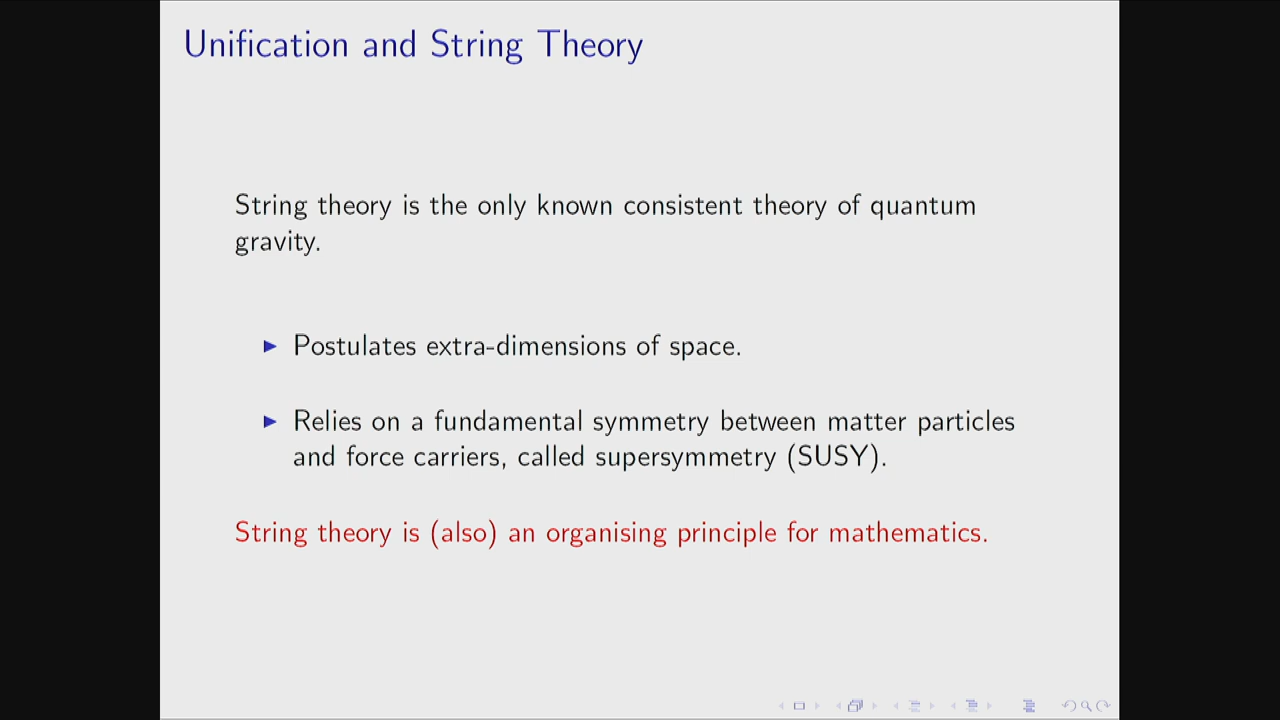 Unification and String Theory
String theory is the only known consistent theory of quantum
gravity.
Postulates extra-dimensions of space.
Relies on a fundamental symmetry between matter particles
and force carriers, called supersymmetry (SUSY).
String theory is (also) an organising principle for mathematics.